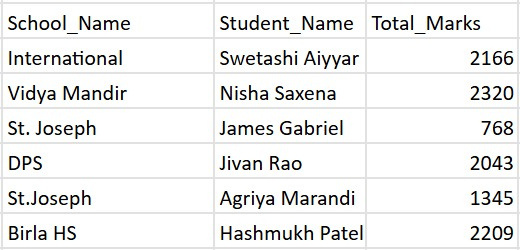 School_Name Student_Name Total_Marks
International Swetashi Aiyyar 2166
Vidya Mandir Nisha Saxena 2320
St. Joseph James Gabriel 768
DPS Jivan Rao 2043
St.Joseph Agriya Marandi 1345
Birla HS Hashmukh Patel 2209